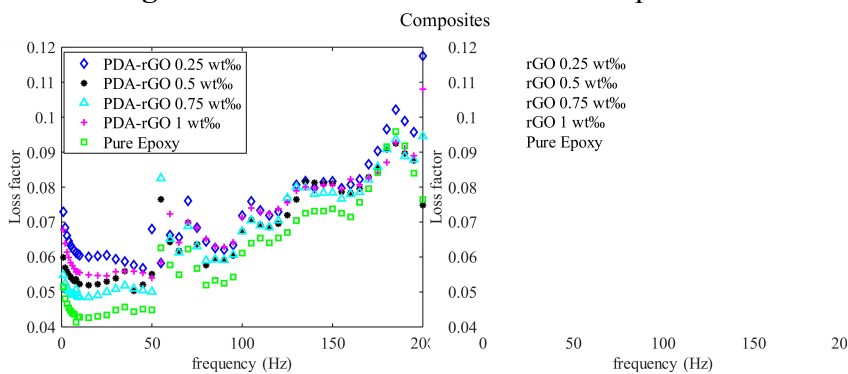 Composites
0.12
0.11
0.1
0.09
0.08
0.07
0.06
0.05
0.04
Loss factor
PDA-rGO 0.25 wt‰
PDA-rGO 0.5 wt‰
PDA-rGO 0.75 wt‰
PDA-rGO 1 wt‰
Pure Epoxy
0 50 100 150 20
frequency (Hz)
0.12
0.11
0.1
0.09
0.08
0.07
0.06
0.05
0.04
Loss factor
rGO 0.25 wt‰
rGO 0.5 wt‰
rGO 0.75 wt‰
rGO 1 wt‰
Pure Epoxy
0 50 100 150 20
frequency (Hz)